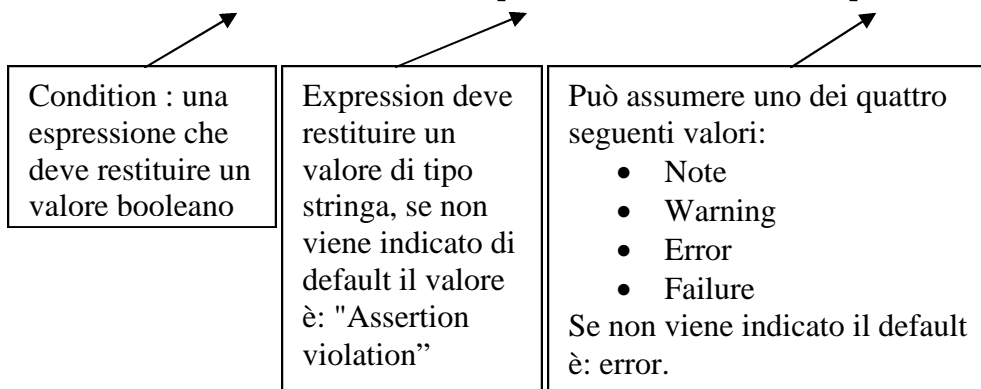 Condition : una
espressione che
deve restituire un
valore booleano
Expression deve
restituire un
valore di tipo
stringa, se non
viene indicato di
default il valore
è: "Assertion
violation”
Può assumere uno dei quattro
seguenti valori:
• Note
• Warning
• Error
• Failure
Se non viene indicato il default
è: error.